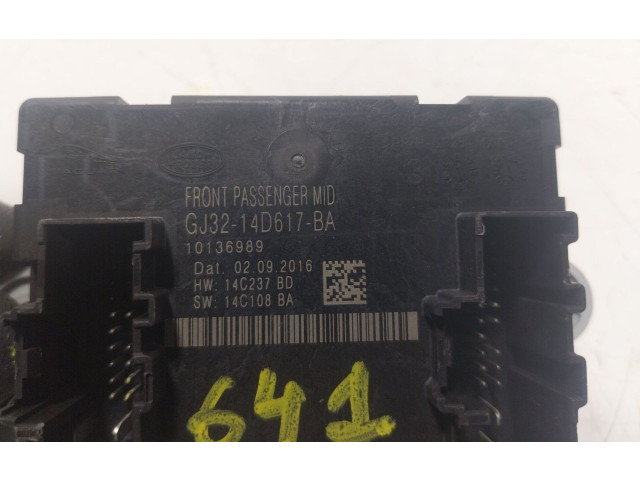 FRONT PASSENGER MID
GJ32-14D617-BA
10136989
Dat. 02.09.2016
HW: 14C237 BD
SW: 14C108 BA
641